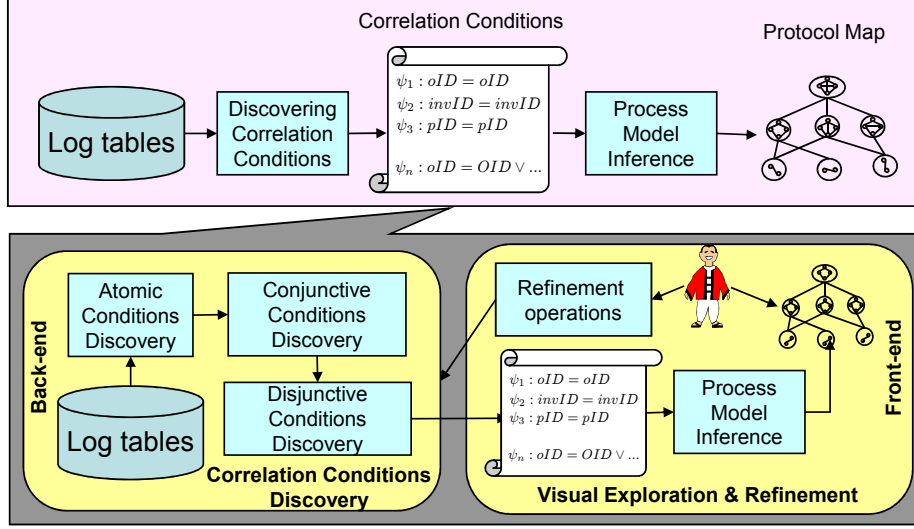 Correlation Conditions
Protocol Map
Log tables
Discovering
Correlation
Conditions
ψ₁ : oID = oID
ψ₂ : invID = invID
ψ₃ : pID = pID
ψₙ : oID = OID ∨ ...
Process
Model
Inference
Back-end
Atomic
Conditions
Discovery
Conjunctive
Conditions
Discovery
Log tables
Disjunctive
Conditions
Discovery
Correlation Conditions
Discovery
Refinement
operations
Front-end
ψ₁ : oID = oID
ψ₂ : invID = invID
ψ₃ : pID = pID
ψₙ : oID = OID ∨ ...
Process
Model
Inference
Visual Exploration & Refinement